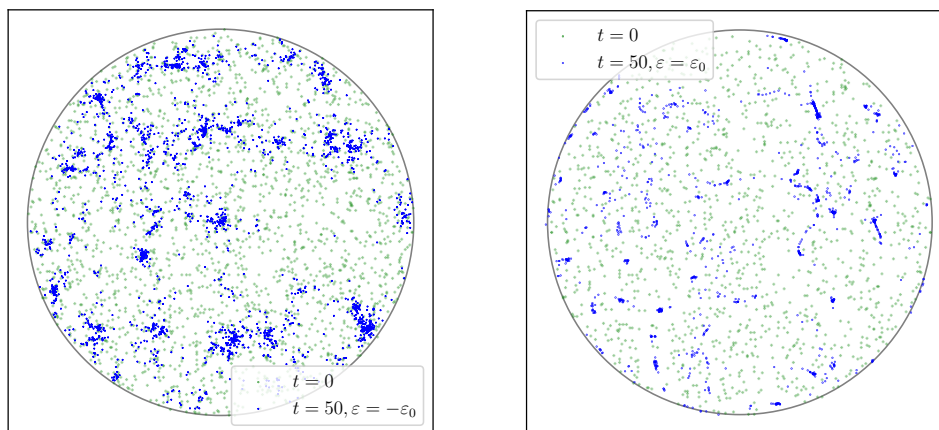 t = 0
t = 50, ε = −ε₀
t = 0
t = 50, ε = ε₀